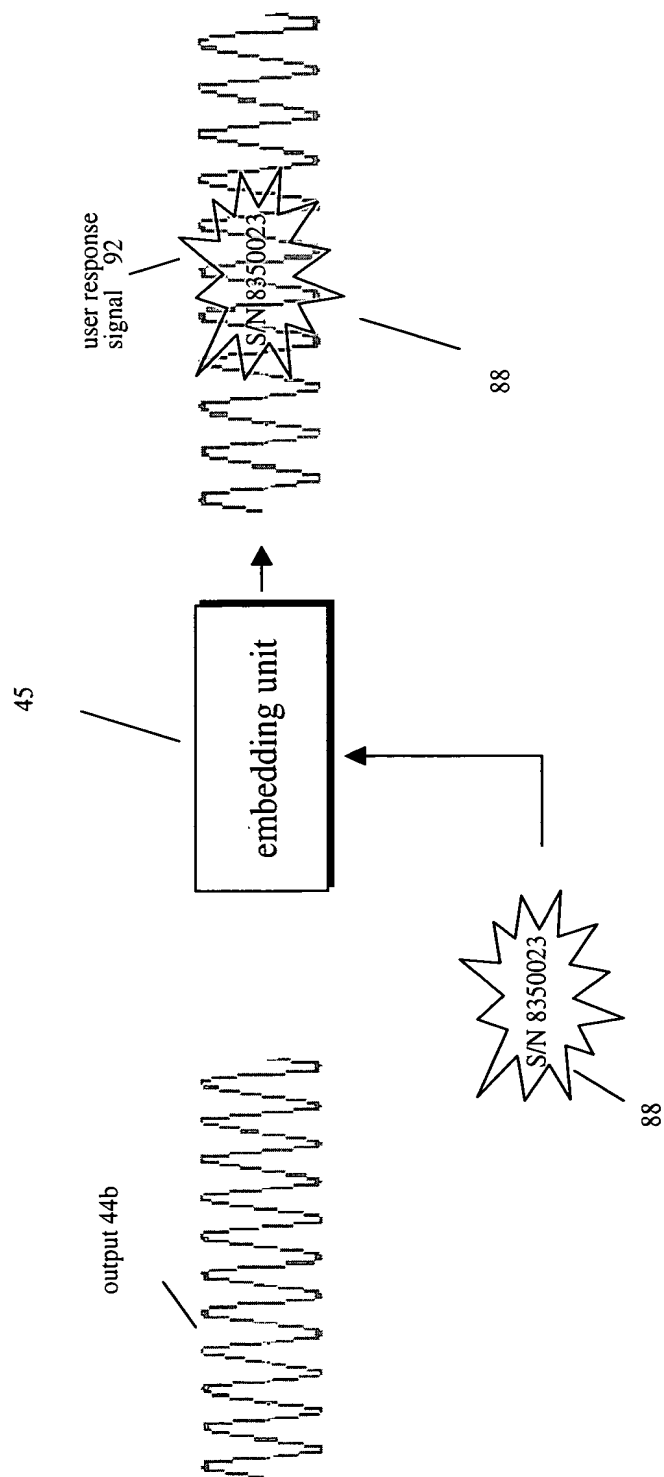 output 44b
88
S/N 8350023
45
embedding unit
user response
signal 92
S/N 8350023
88